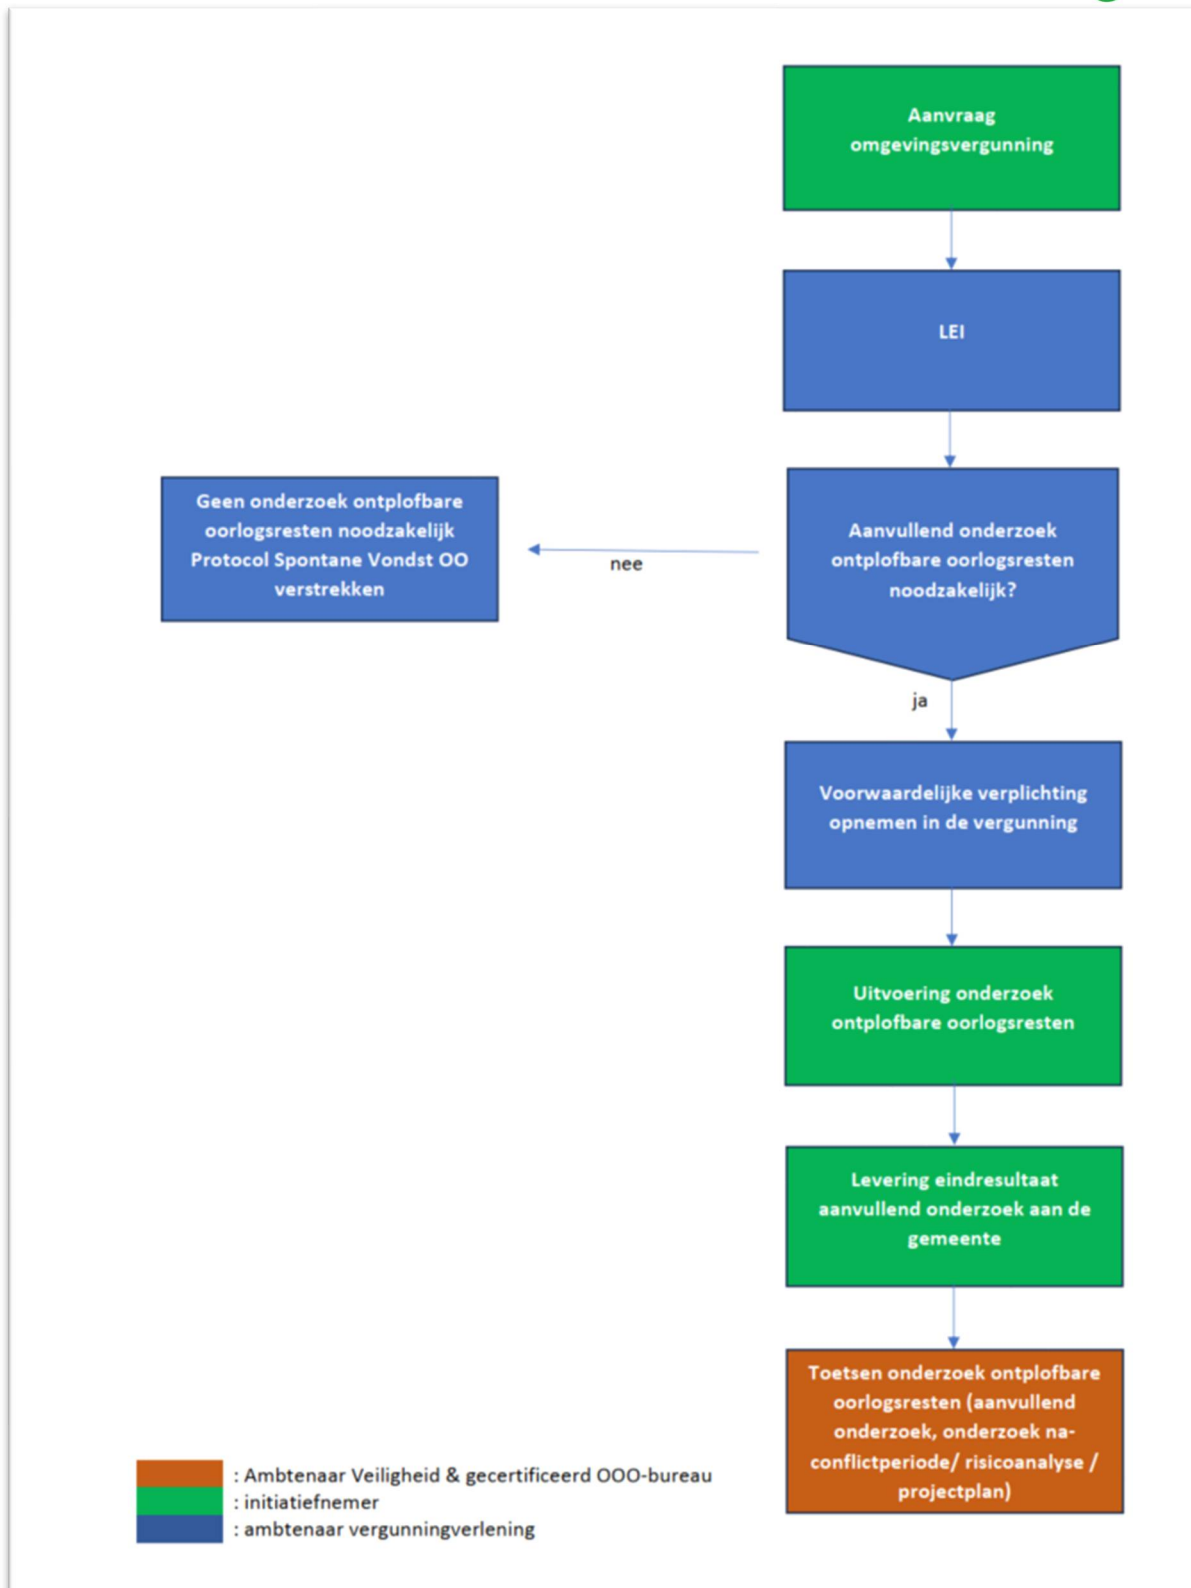 Aanvraag
omgevingsvergunning
LEI
Geen onderzoek ontplofbare
oorlogsresten noodzakelijk
Protocol Spontane Vondst OO
verstrekken
nee
Aanvullend onderzoek
ontplofbare oorlogsresten
noodzakelijk?
ja
Voorwaardelijke verplichting
opnemen in de vergunning
Uitvoering onderzoek
ontplofbare oorlogsresten
Levering eindresultaat
aanvullend onderzoek aan de
gemeente
Toetsen onderzoek ontplofbare
oorlogsresten (aanvullend
onderzoek, onderzoek na-
conflictperiode/ risicoanalyse /
projectplan)
: Ambtenaar Veiligheid & gecertificeerd OOO-bureau
: initiatiefnemer
: ambtenaar vergunningverlening